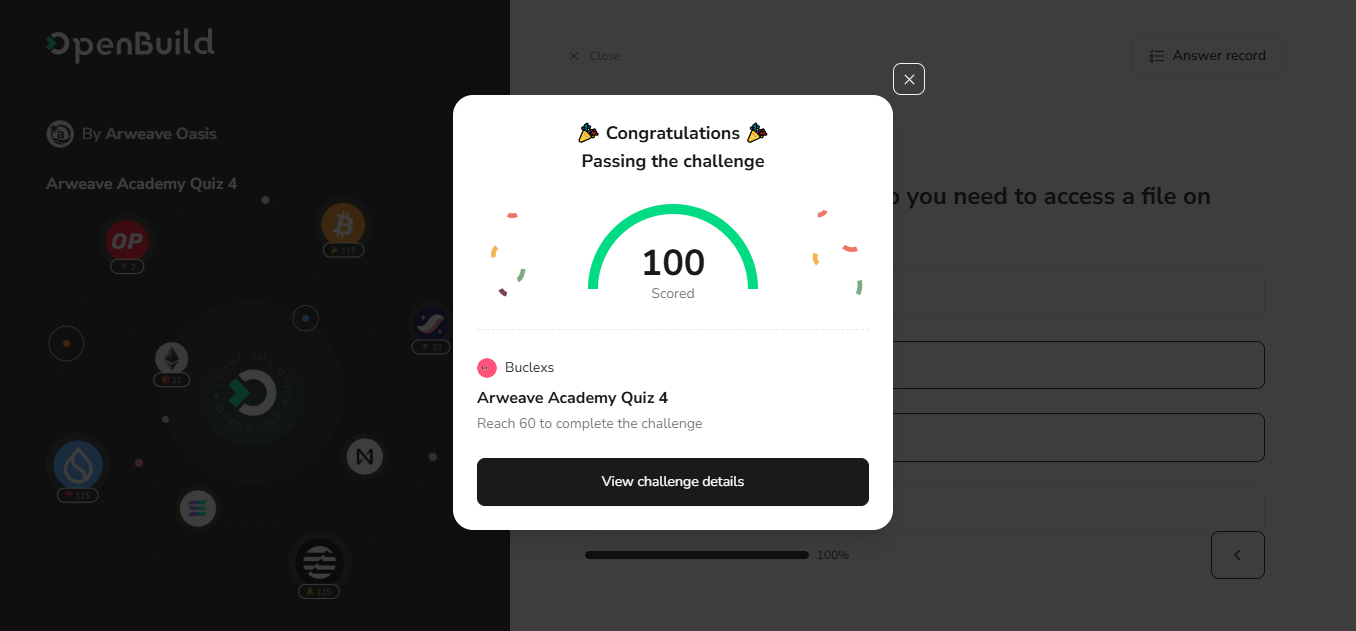 OpenBuild
Close
Answer record
By Arweave Oasis
Arweave Academy Quiz 4
you need to access a file on
Congratulations
Passing the challenge
100
Scored
Buclexs
Arweave Academy Quiz 4
Reach 60 to complete the challenge
View challenge details
100%
OP
2
115
32
22
115
115